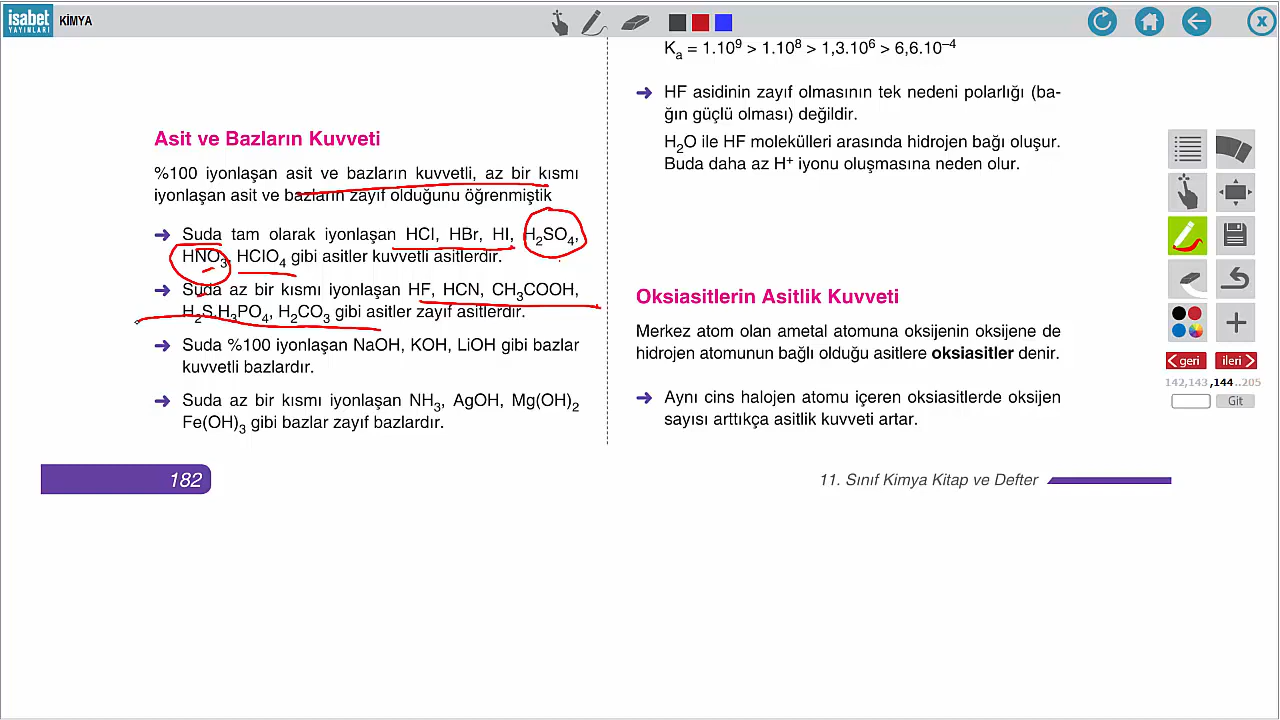 isabet
YAYINLARI
KİMYA
Asit ve Bazların Kuvveti
%100 iyonlaşan asit ve bazların kuvvetli, az bir kısmı
iyonlaşan asit ve bazların zayıf olduğunu öğrenmiştik
➔ Suda tam olarak iyonlaşan HCl, HBr, HI, H₂SO₄,
HNO₃, HClO₄ gibi asitler kuvvetli asitlerdir.
➔ Suda az bir kısmı iyonlaşan HF, HCN, CH₃COOH,
H₂S,H₃PO₄, H₂CO₃ gibi asitler zayıf asitlerdir.
➔ Suda %100 iyonlaşan NaOH, KOH, LiOH gibi bazlar
kuvvetli bazlardır.
➔ Suda az bir kısmı iyonlaşan NH₃, AgOH, Mg(OH)₂
Fe(OH)₃ gibi bazlar zayıf bazlardır.
182
Kₐ = 1.10⁹ > 1.10⁸ > 1,3.10⁶ > 6,6.10⁻⁴
➔ HF asidinin zayıf olmasının tek nedeni polarlığı (ba-
ğın güçlü olması) değildir.
H₂O ile HF molekülleri arasında hidrojen bağı oluşur.
Buda daha az H⁺ iyonu oluşmasına neden olur.
Oksiasitlerin Asitlik Kuvveti
Merkez atom olan ametal atomuna oksijenin oksijene de
hidrojen atomunun bağlı olduğu asitlere oksiasitler denir.
➔ Aynı cins halojen atomu içeren oksiasitlerde oksijen
sayısı arttıkça asitlik kuvveti artar.
11. Sınıf Kimya Kitap ve Defter
geri ileri
142,143,144..205
Git